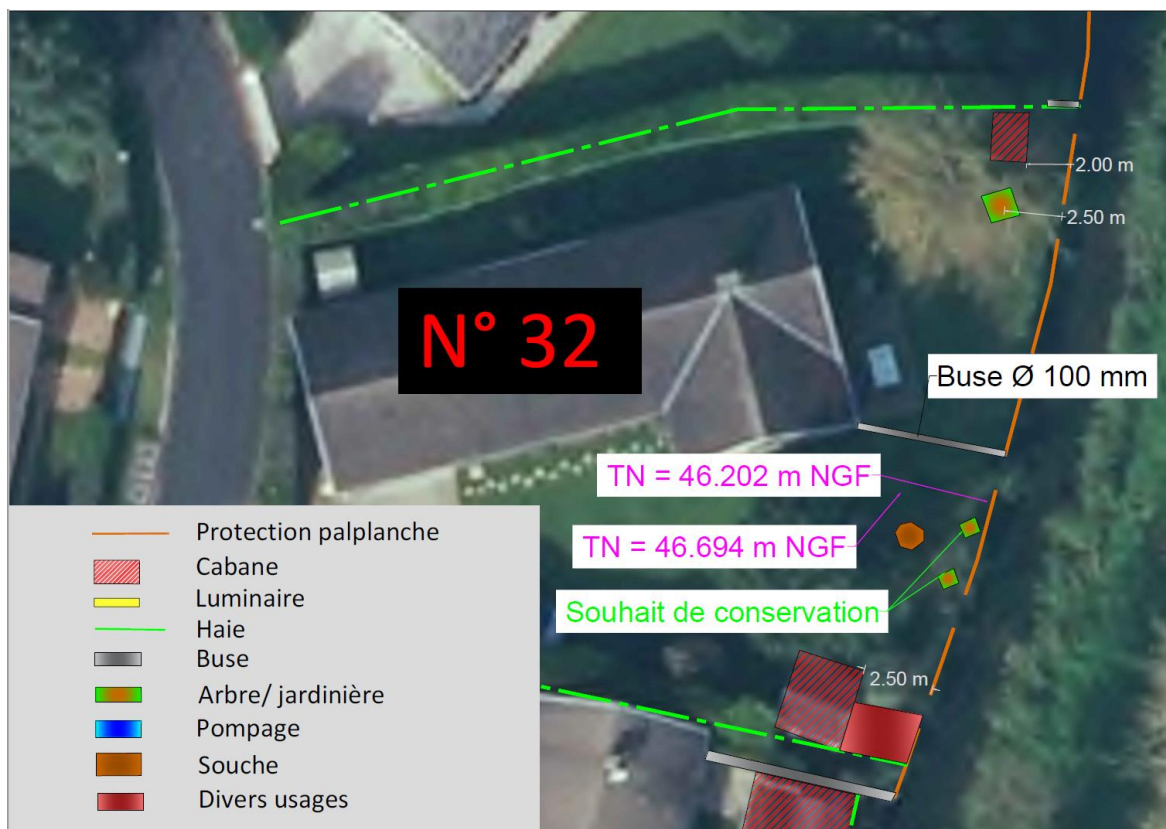 2.00 m
2.50 m
N° 32
Buse Ø 100 mm
TN = 46.202 m NGF
TN = 46.694 m NGF
Souhait de conservation
2.50 m
Protection palplanche
Cabane
Luminaire
Haie
Buse
Arbre/ jardinière
Pompage
Souche
Divers usages